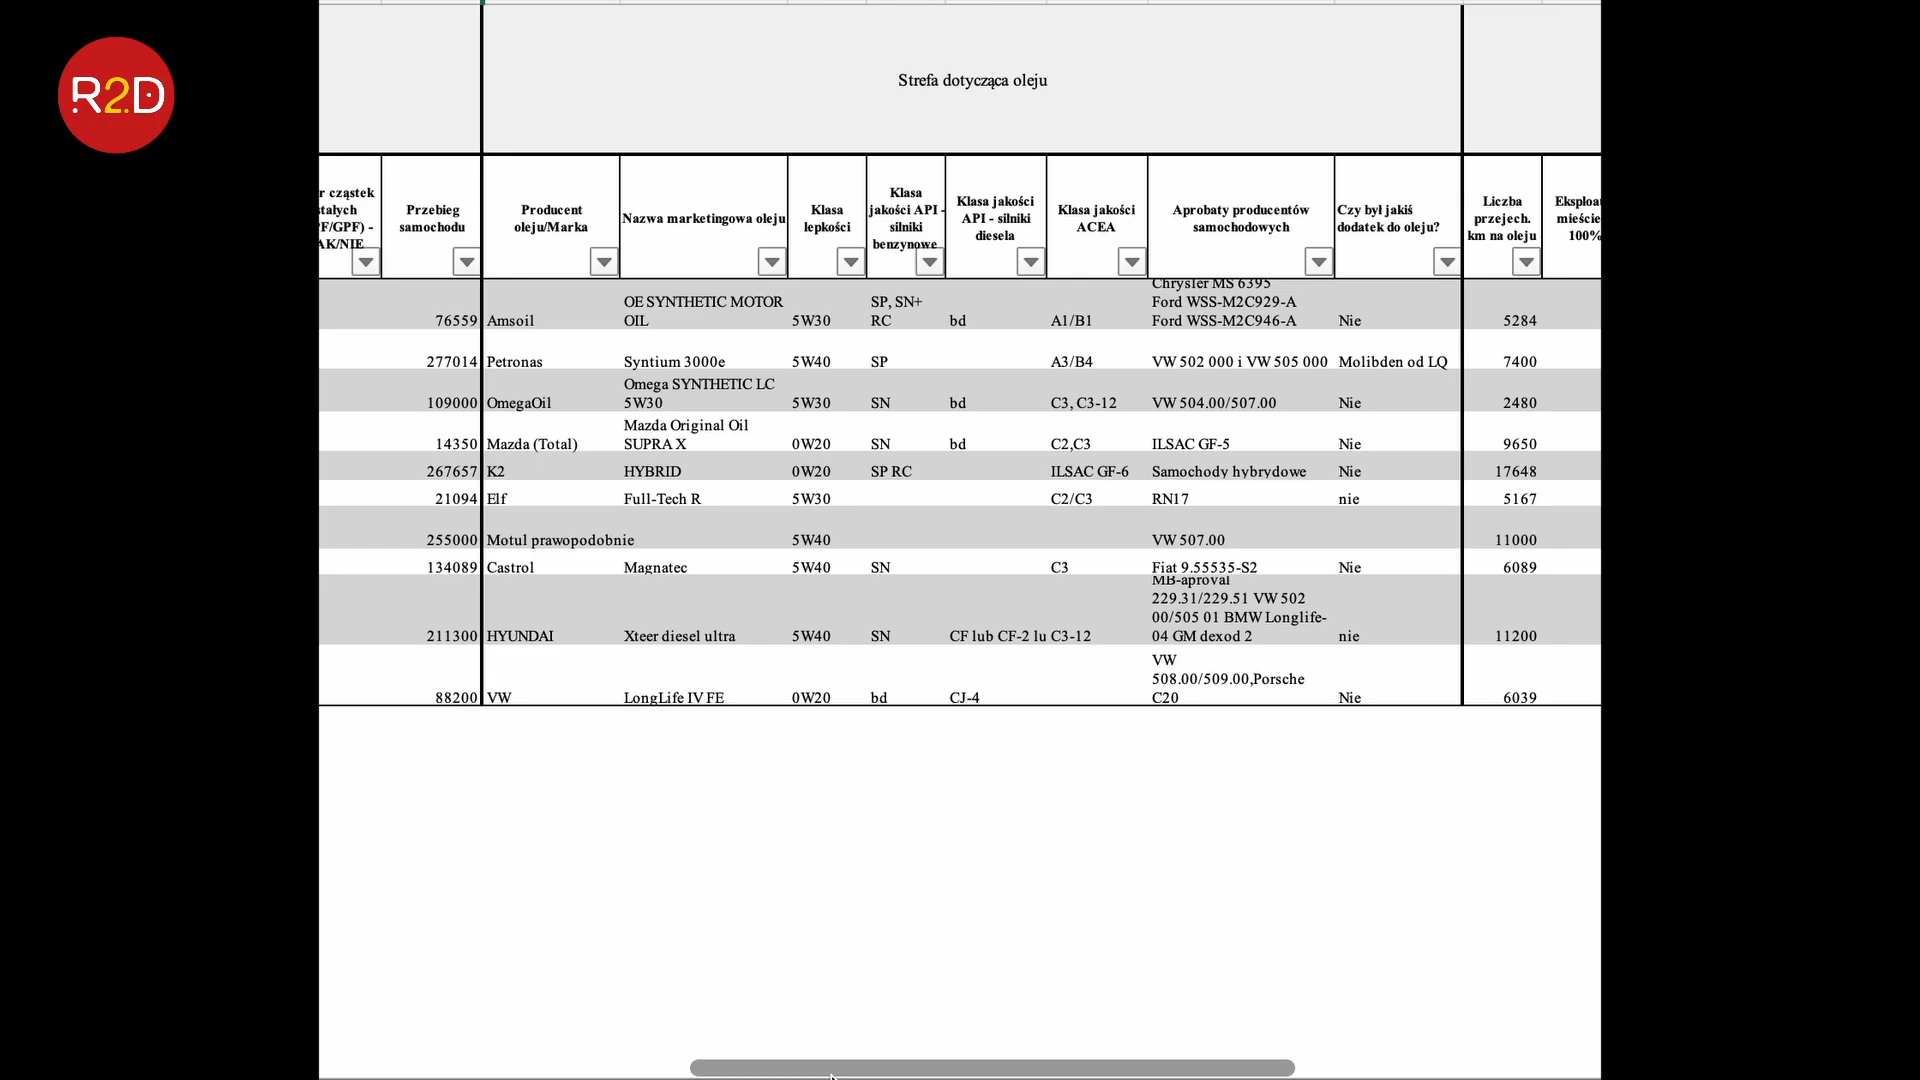 R2D
Strefa dotycząca oleju
r cząstek
stałych
F/GPF) -
AK/NIE
Przebieg
samochodu
Producent
oleju/Marka
Nazwa marketingowa oleju
Klasa
lepkości
Klasa
jakości API -
silniki
benzynowe
Klasa jakości
API - silniki
diesela
Klasa jakości
ACEA
Aprobaty producentów
samochodowych
Czy był jakiś
dodatek do oleju?
Liczba
przejech.
km na oleju
Eksploa
mieście
100%
Chrysler MS 6395
OE SYNTHETIC MOTOR SP, SN+ Ford WSS-M2C929-A
76559 Amsoil OIL 5W30 RC bd A1/B1 Ford WSS-M2C946-A Nie 5284
277014 Petronas Syntium 3000e 5W40 SP A3/B4 VW 502 000 i VW 505 000 Molibden od LQ 7400
Omega SYNTHETIC LC
109000 OmegaOil 5W30 5W30 SN bd C3, C3-12 VW 504.00/507.00 Nie 2480
Mazda Original Oil
14350 Mazda (Total) SUPRA X 0W20 SN bd C2,C3 ILSAC GF-5 Nie 9650
267657 K2 HYBRID 0W20 SP RC ILSAC GF-6 Samochody hybrydowe Nie 17648
21094 Elf Full-Tech R 5W30 C2/C3 RN17 nie 5167
255000 Motul prawopodobnie 5W40 VW 507.00 11000
134089 Castrol Magnatec 5W40 SN C3 Fiat 9.55535-S2 Nie 6089
MB-aproval
229.31/229.51 VW 502
00/505 01 BMW Longlife-
211300 HYUNDAI Xteer diesel ultra 5W40 SN CF lub CF-2 lu C3-12 04 GM dexod 2 nie 11200
VW
508.00/509.00,Porsche
88200 VW LongLife IV FE 0W20 bd CJ-4 C20 Nie 6039